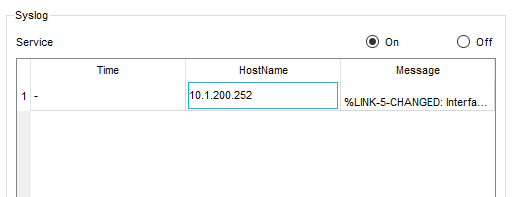 Syslog
Service On Off
Time HostName Message
1 - 10.1.200.252 %LINK-5-CHANGED: Interfa...